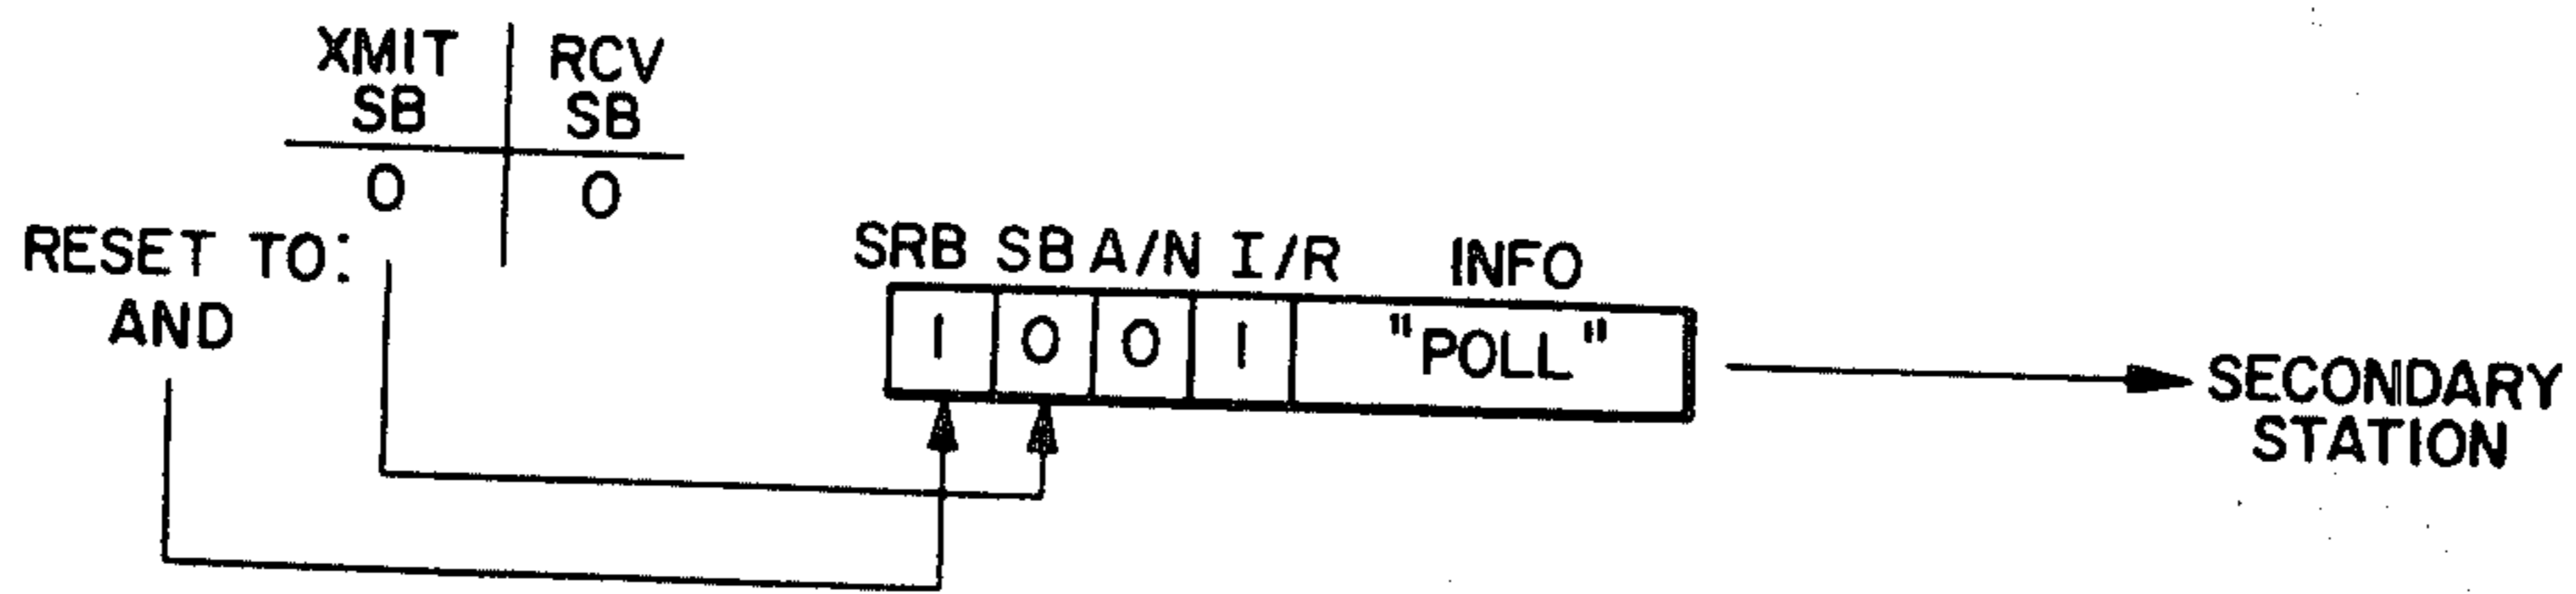 XMIT SB RCV SB
0 0
RESET TO:
AND
SRB SB A/N I/R INFO
1 0 0 1 "POLL"
SECONDARY
STATION